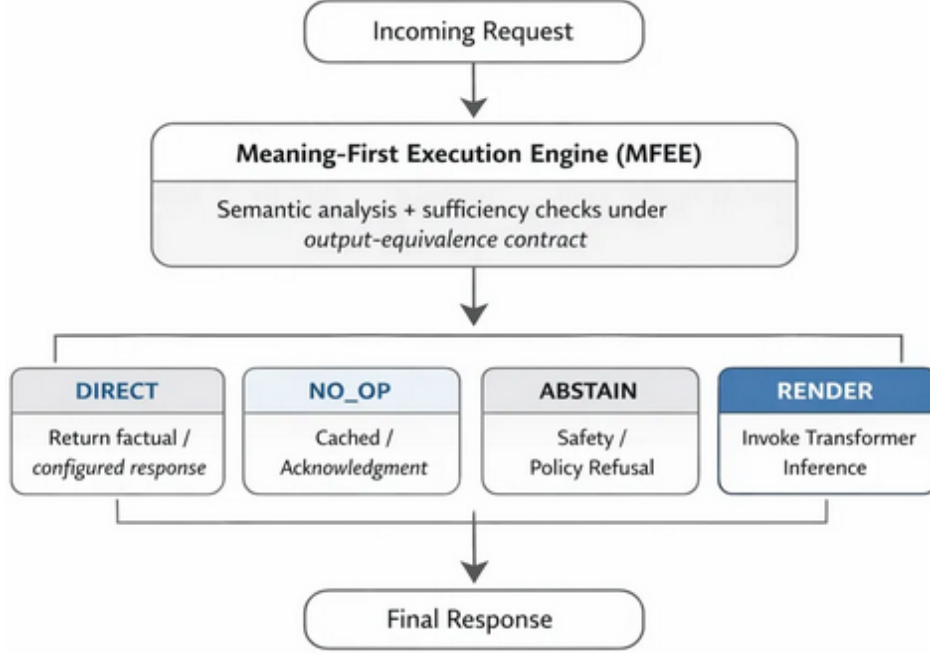 Incoming Request
Meaning-First Execution Engine (MFEE)
Semantic analysis + sufficiency checks under
output-equivalence contract
DIRECT
Return factual /
configured response
NO_OP
Cached /
Acknowledgment
ABSTAIN
Safety /
Policy Refusal
RENDER
Invoke Transformer
Inference
Final Response